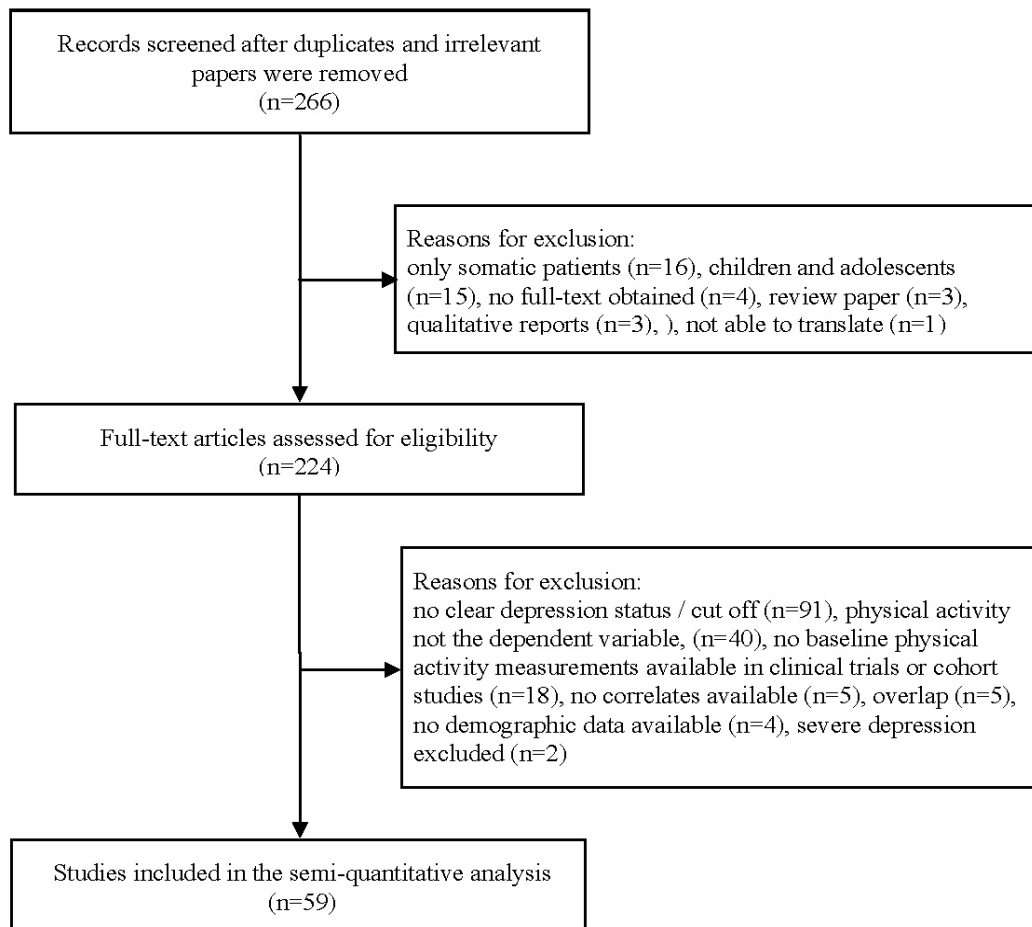 Records screened after duplicates and irrelevant
papers were removed
(n=266)
Reasons for exclusion:
only somatic patients (n=16), children and adolescents
(n=15), no full-text obtained (n=4), review paper (n=3),
qualitative reports (n=3), ), not able to translate (n=1)
Full-text articles assessed for eligibility
(n=224)
Reasons for exclusion:
no clear depression status / cut off (n=91), physical activity
not the dependent variable, (n=40), no baseline physical
activity measurements available in clinical trials or cohort
studies (n=18), no correlates available (n=5), overlap (n=5),
no demographic data available (n=4), severe depression
excluded (n=2)
Studies included in the semi-quantitative analysis
(n=59)